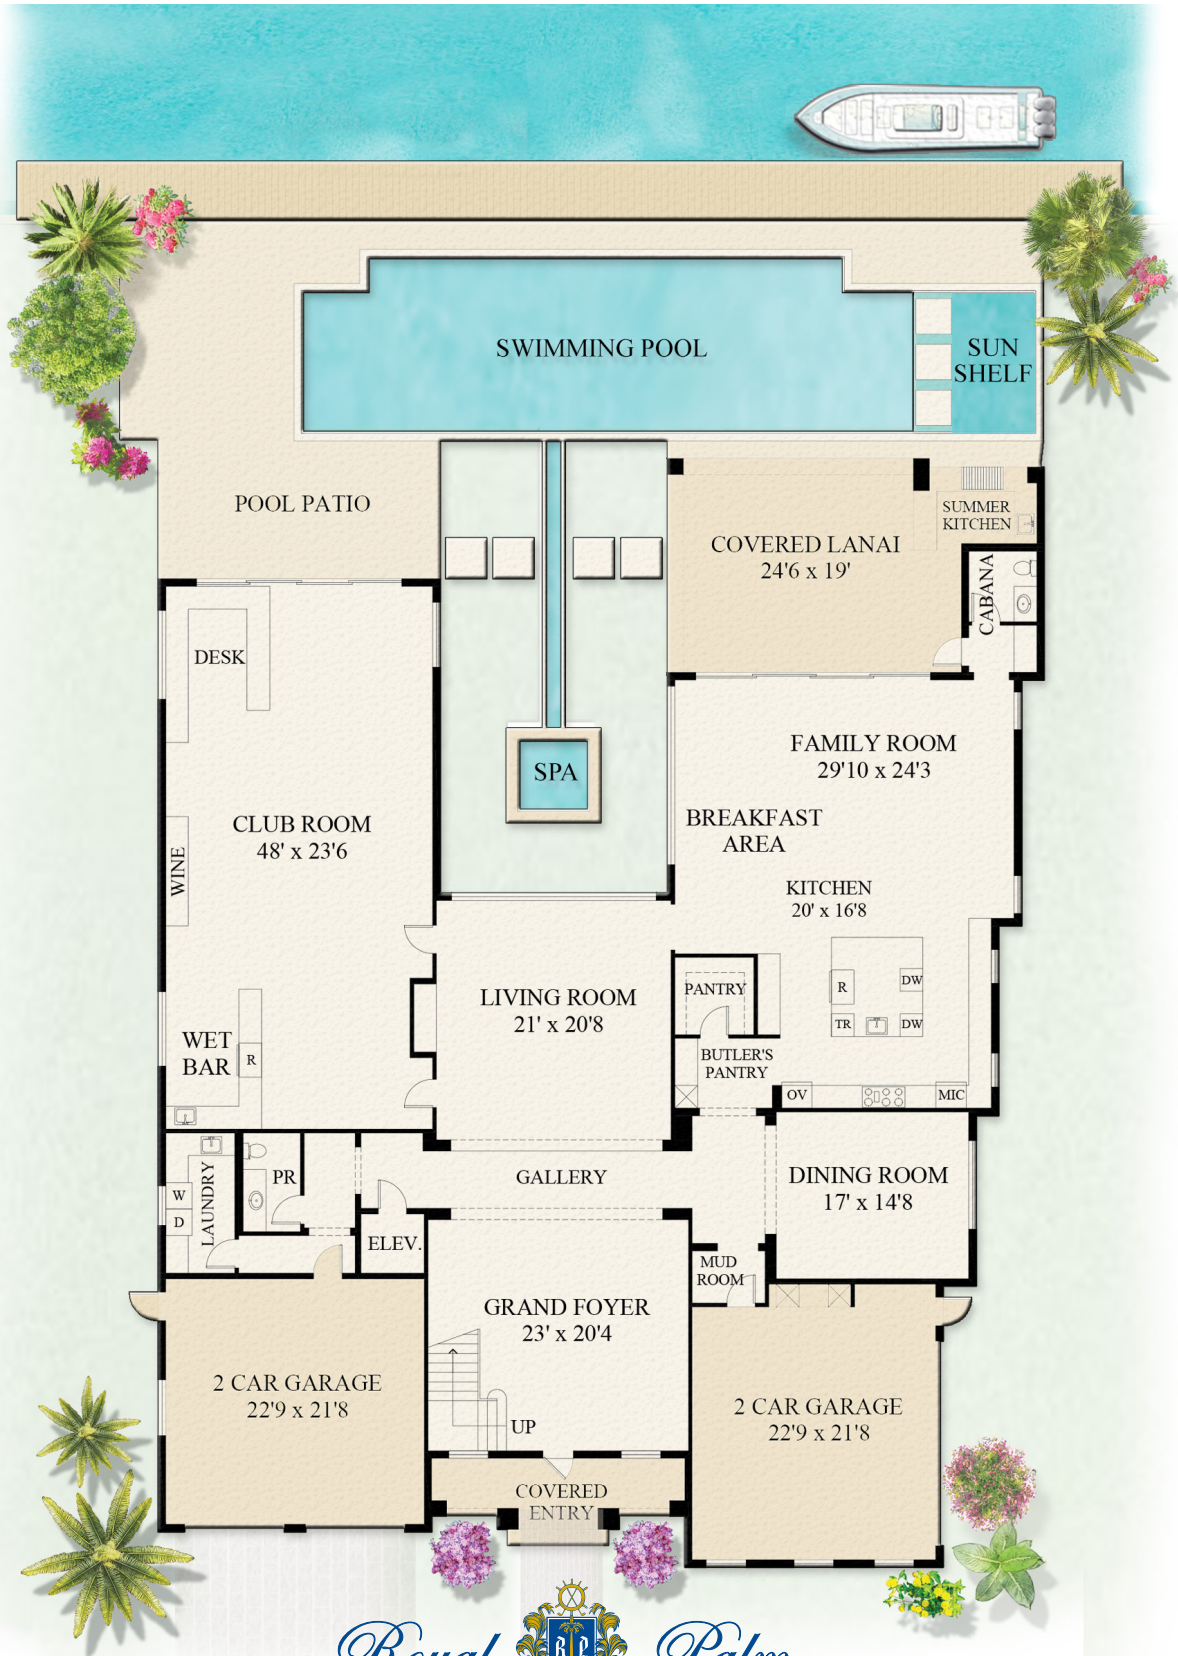 SWIMMING POOL
SUN
SHELF
POOL PATIO
SUMMER
KITCHEN
COVERED LANAI
24'6 x 19'
CABANA
DESK
FAMILY ROOM
29'10 x 24'3
SPA
BREAKFAST
AREA
CLUB ROOM
48' x 23'6
WINE
KITCHEN
20' x 16'8
PANTRY
R
DW
LIVING ROOM
21' x 20'8
TR
DW
WET
BAR
R
BUTLER'S
PANTRY
OV
MIC
GALLERY
PR
W
D
LAUNDRY
DINING ROOM
17' x 14'8
ELEV.
MUD
ROOM
GRAND FOYER
23' x 20'4
2 CAR GARAGE
22'9 x 21'8
UP
2 CAR GARAGE
22'9 x 21'8
COVERED
ENTRY
Royal RP Palm